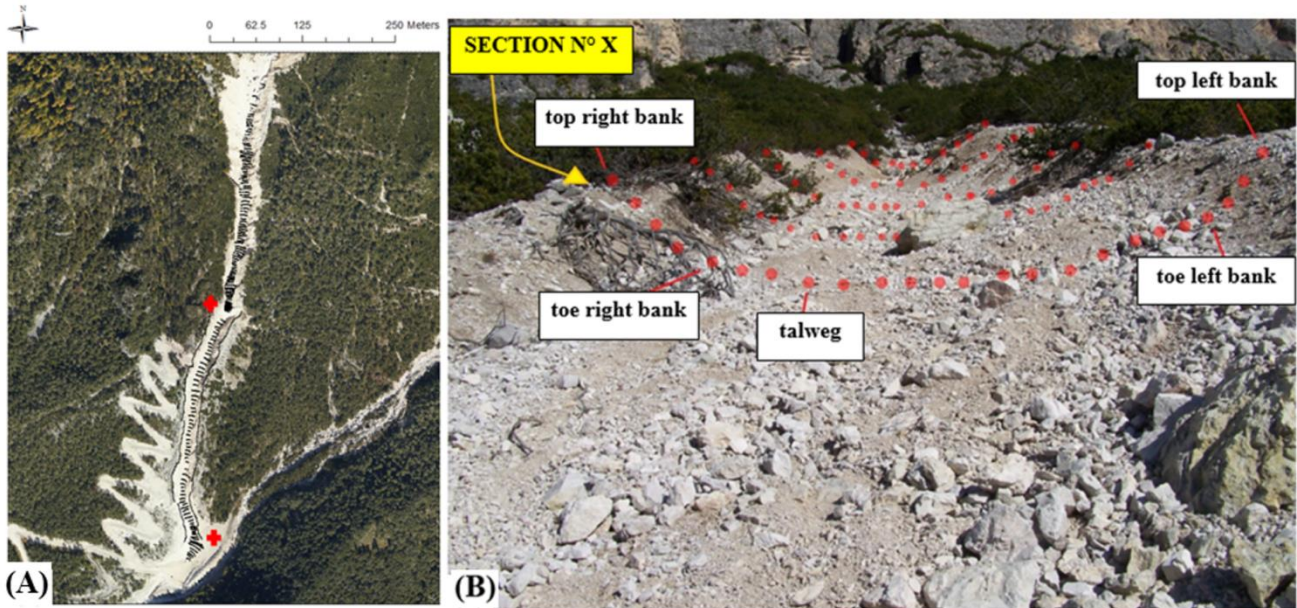 N
0 62.5 125 250 Meters
SECTION N° X
top left bank
top right bank
toe left bank
toe right bank
talweg
(A)
(B)